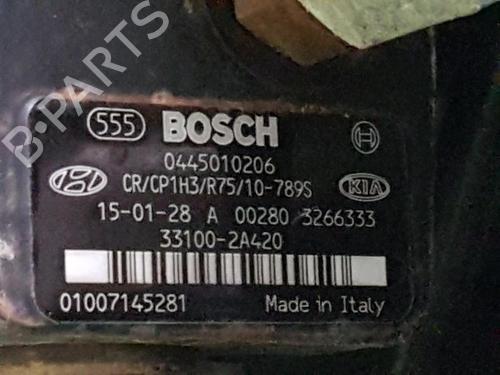 B-PARTS
555 BOSCH
0445010206
CR/CP1H3/R75/10-789S KIA
15-01-28 A 00280 3266333
33100-2A420
01007145281 Made in Italy